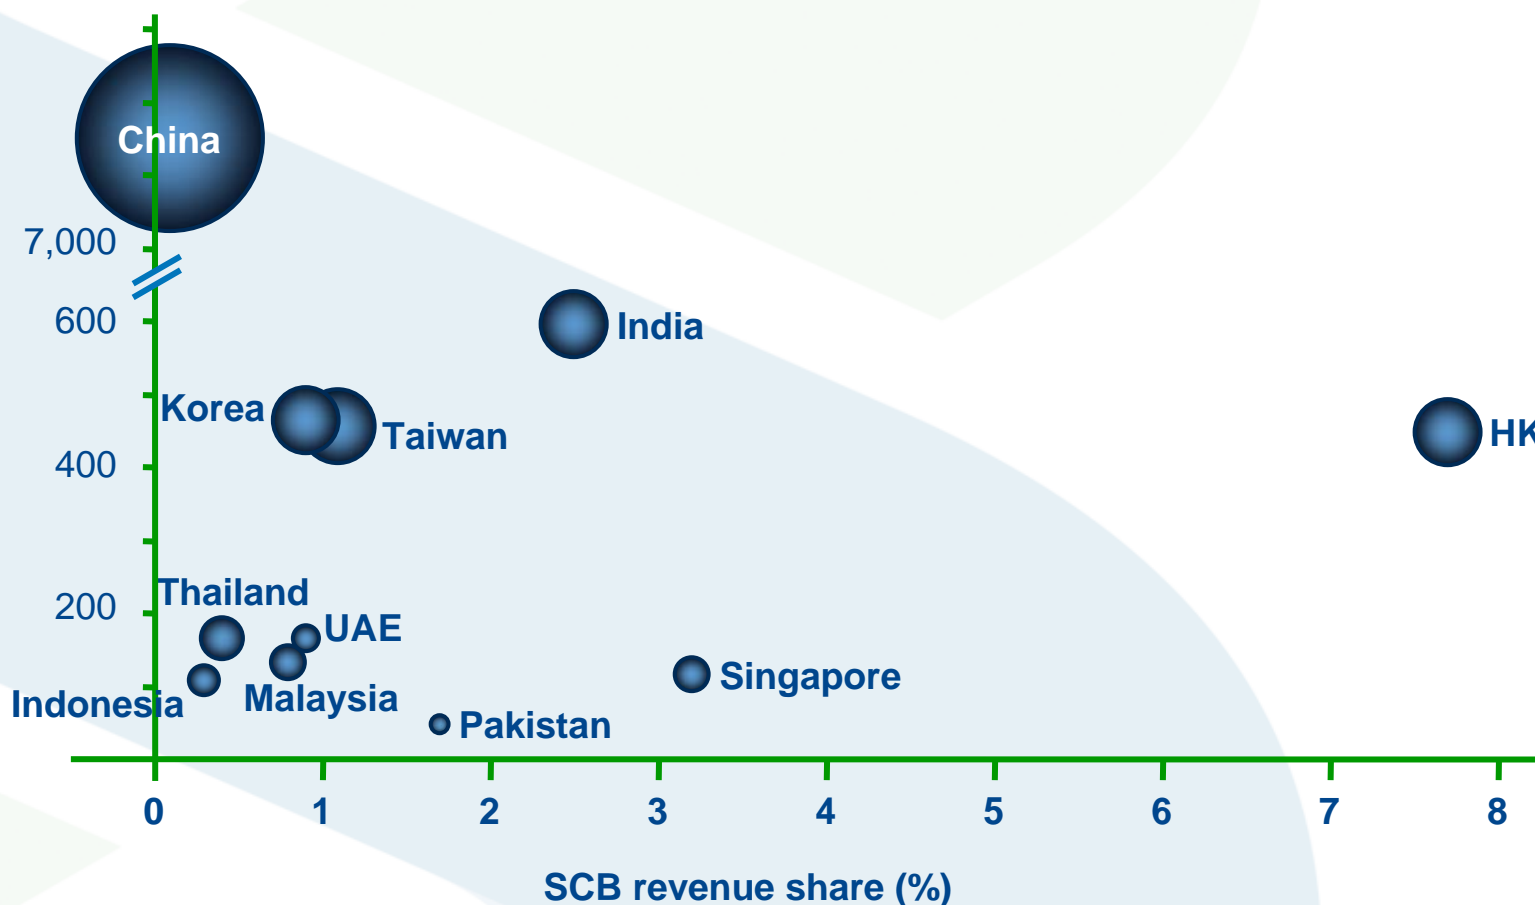 China
7,000
600
India
Korea
HK
Taiwan
400
Thailand
200
UAE
Singapore
Malaysia
Indonesia
Pakistan
0 1 2 3 4 5 6 7 8
SCB revenue share (%)